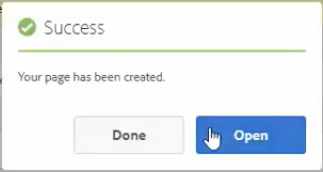 Success
Your page has been created.
Done
Open